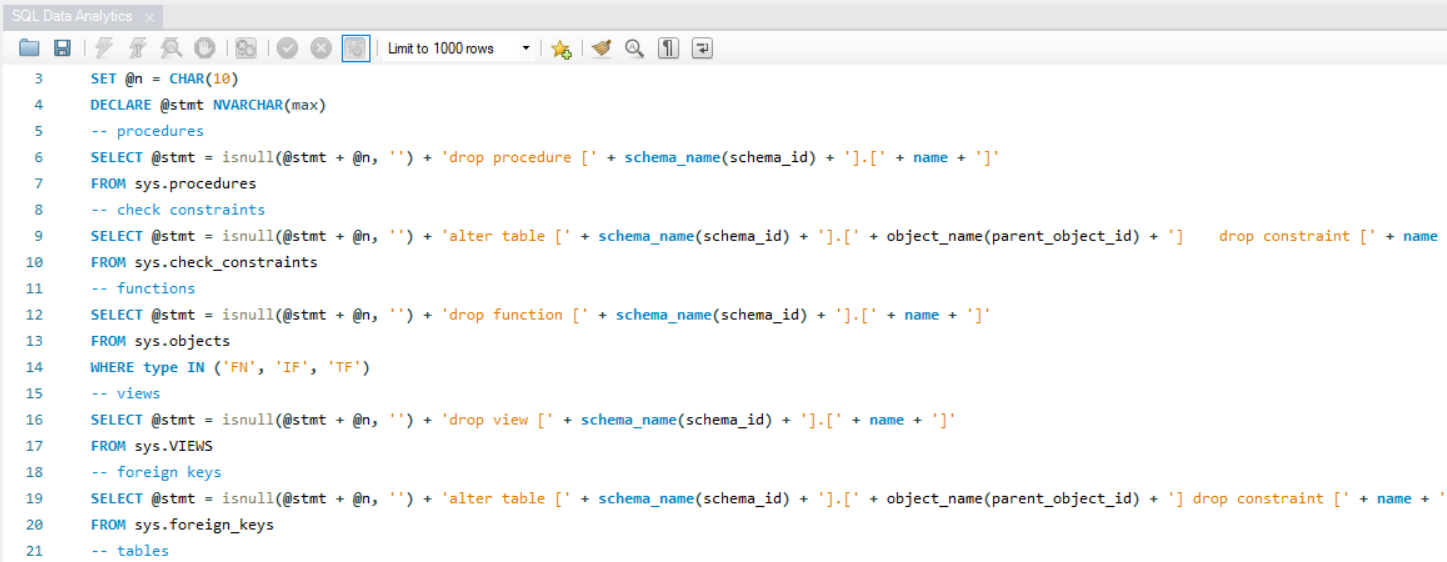 SQL Data Analytics
Limit to 1000 rows
3 SET @n = CHAR(10)
4 DECLARE @stmt NVARCHAR(max)
5 -- procedures
6 SELECT @stmt = isnull(@stmt + @n, '') + 'drop procedure [' + schema_name(schema_id) + '].[' + name + ']'
7 FROM sys.procedures
8 -- check constraints
9 SELECT @stmt = isnull(@stmt + @n, '') + 'alter table [' + schema_name(schema_id) + '].[' + object_name(parent_object_id) + ']    drop constraint [' + name
10 FROM sys.check_constraints
11 -- functions
12 SELECT @stmt = isnull(@stmt + @n, '') + 'drop function [' + schema_name(schema_id) + '].[' + name + ']'
13 FROM sys.objects
14 WHERE type IN ('FN', 'IF', 'TF')
15 -- views
16 SELECT @stmt = isnull(@stmt + @n, '') + 'drop view [' + schema_name(schema_id) + '].[' + name + ']'
17 FROM sys.VIEWS
18 -- foreign keys
19 SELECT @stmt = isnull(@stmt + @n, '') + 'alter table [' + schema_name(schema_id) + '].[' + object_name(parent_object_id) + '] drop constraint [' + name + '
20 FROM sys.foreign_keys
21 -- tables